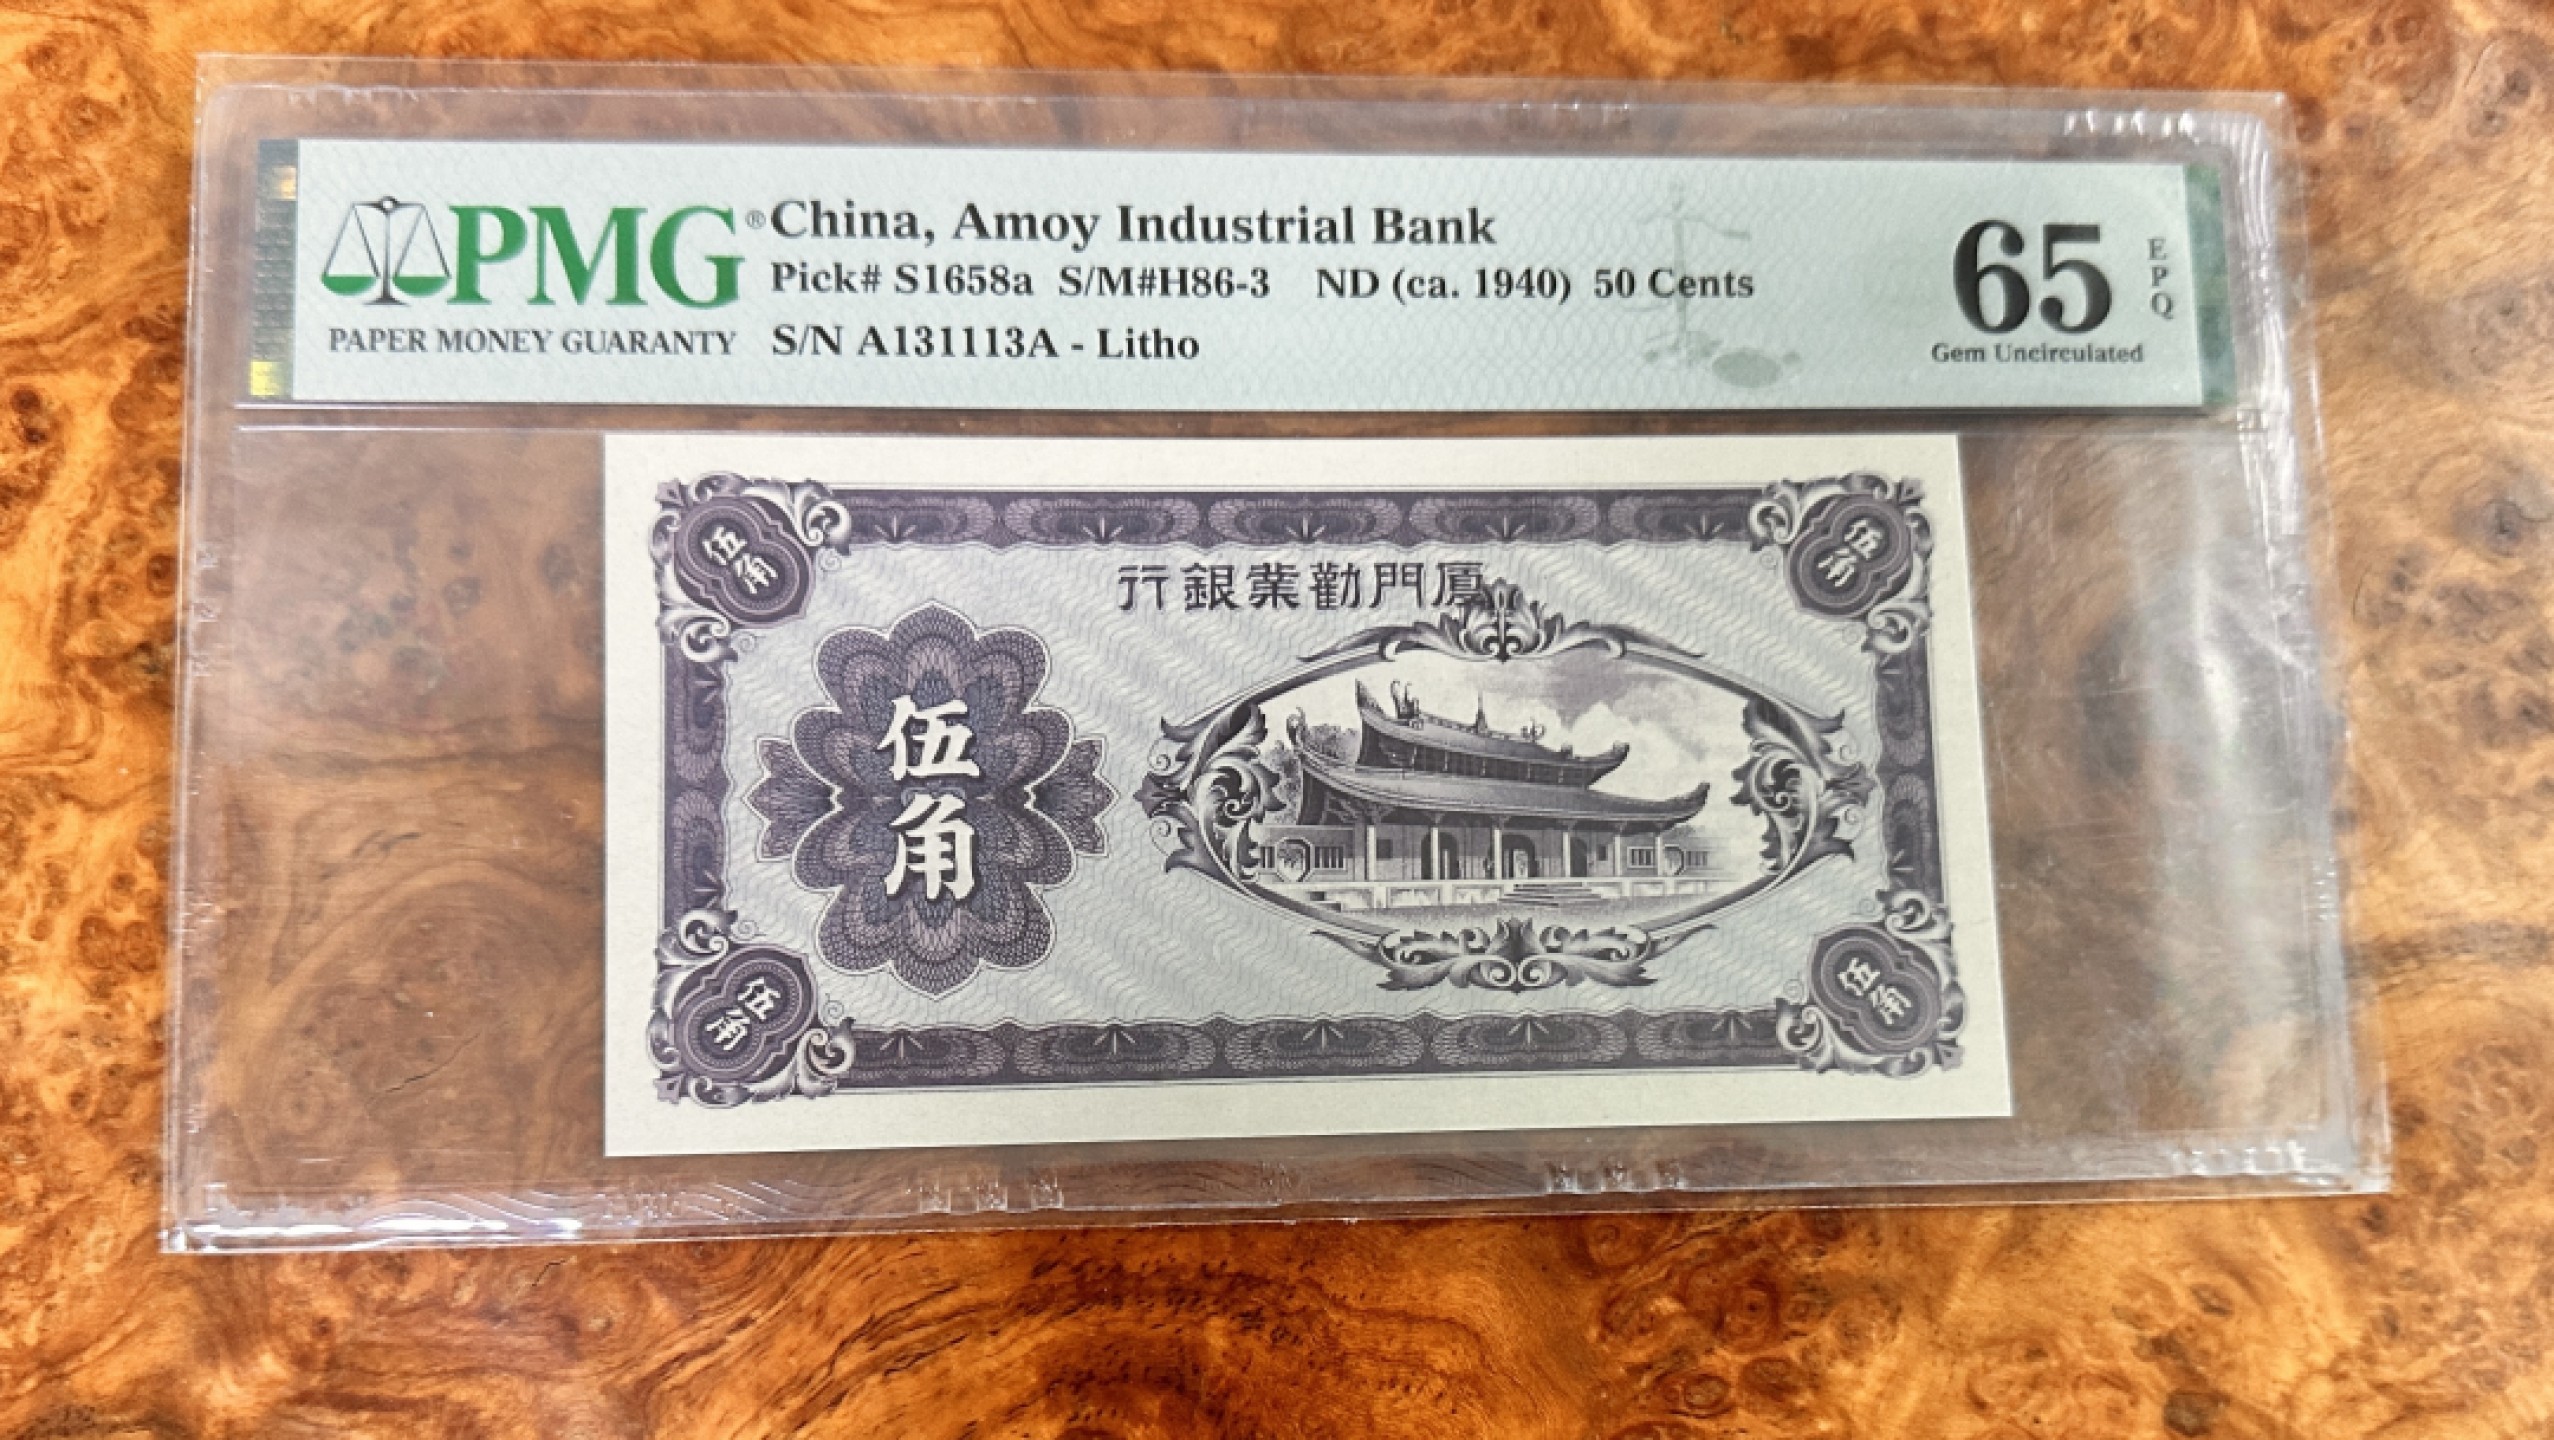 PMG®
PAPER MONEY GUARANTY
China, Amoy Industrial Bank
Pick# S1658a S/M#H86-3 ND (ca. 1940) 50 Cents
S/N A131113A - Litho
65
EPQ
Gem Uncirculated
伍角
伍角
行銀業勸門厦
伍角
伍角
伍角